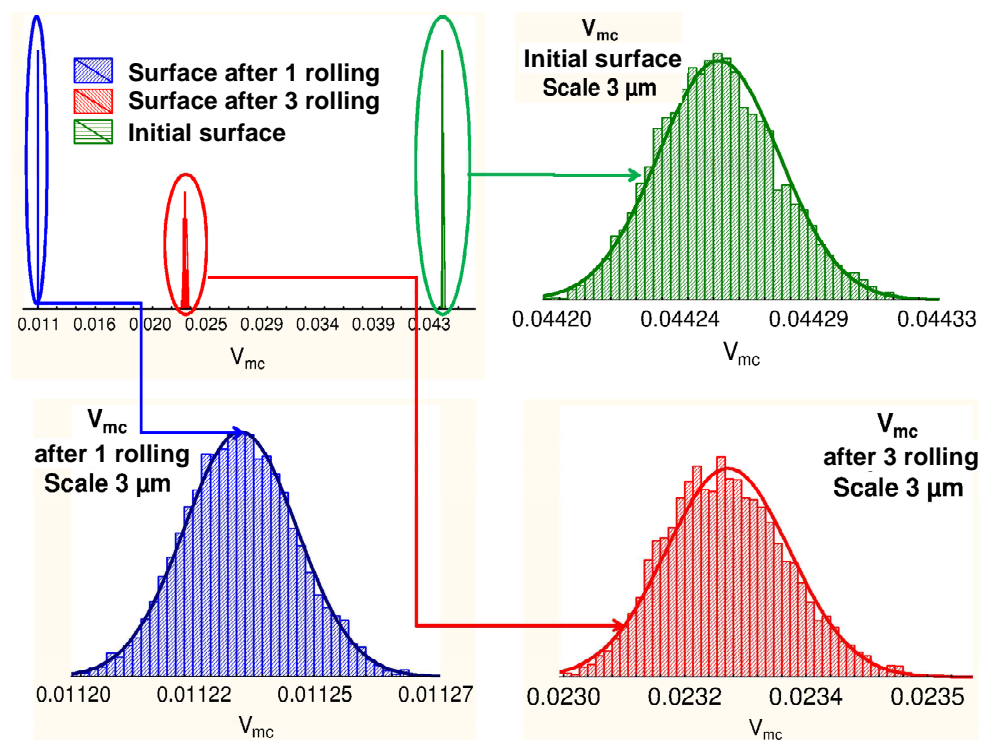 Surface after 1 rolling
Surface after 3 rolling
Initial surface
0.011 0.016 0.020 0.025 0.029 0.034 0.039 0.043
Vmc
Vmc
Initial surface
Scale 3 µm
0.04420 0.04424 0.04429 0.04433
Vmc
Vmc
after 1 rolling
Scale 3 µm
0.01120 0.01122 0.01125 0.01127
Vmc
Vmc
after 3 rolling
Scale 3 µm
0.0230 0.0232 0.0234 0.0235
Vmc